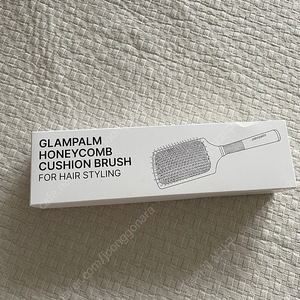 GLAMPALM
HONEYCOMB
CUSHION BRUSH
FOR HAIR STYLING